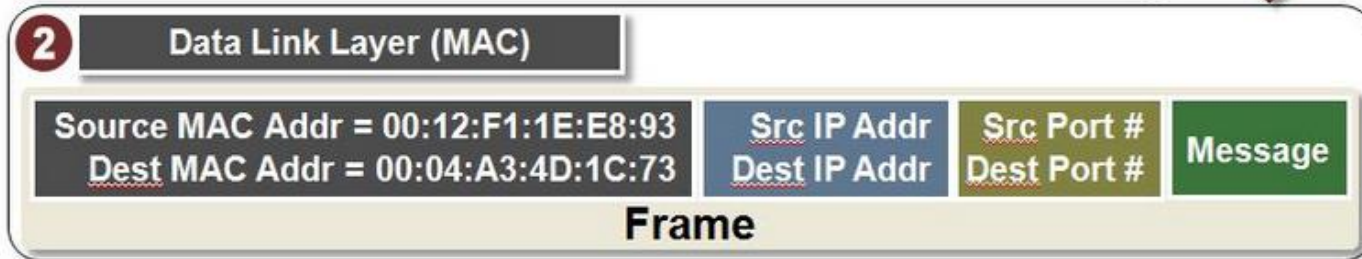 2
Data Link Layer (MAC)
Source MAC Addr = 00:12:F1:1E:E8:93
Dest MAC Addr = 00:04:A3:4D:1C:73
Src IP Addr
Dest IP Addr
Src Port #
Dest Port #
Message
Frame